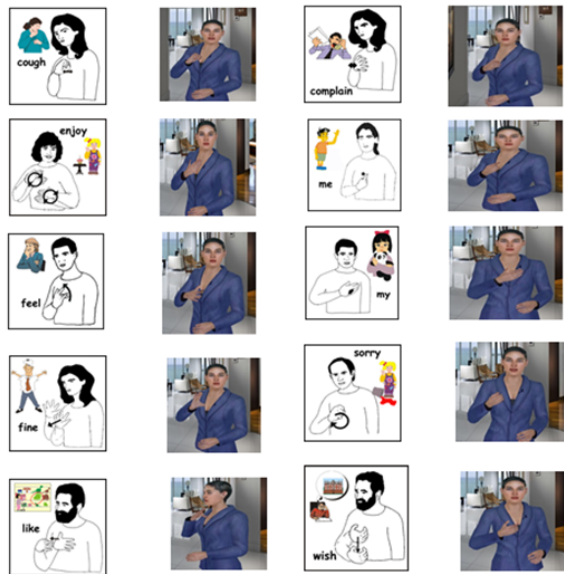 cough
complain
enjoy
me
feel
my
fine
sorry
like
wish